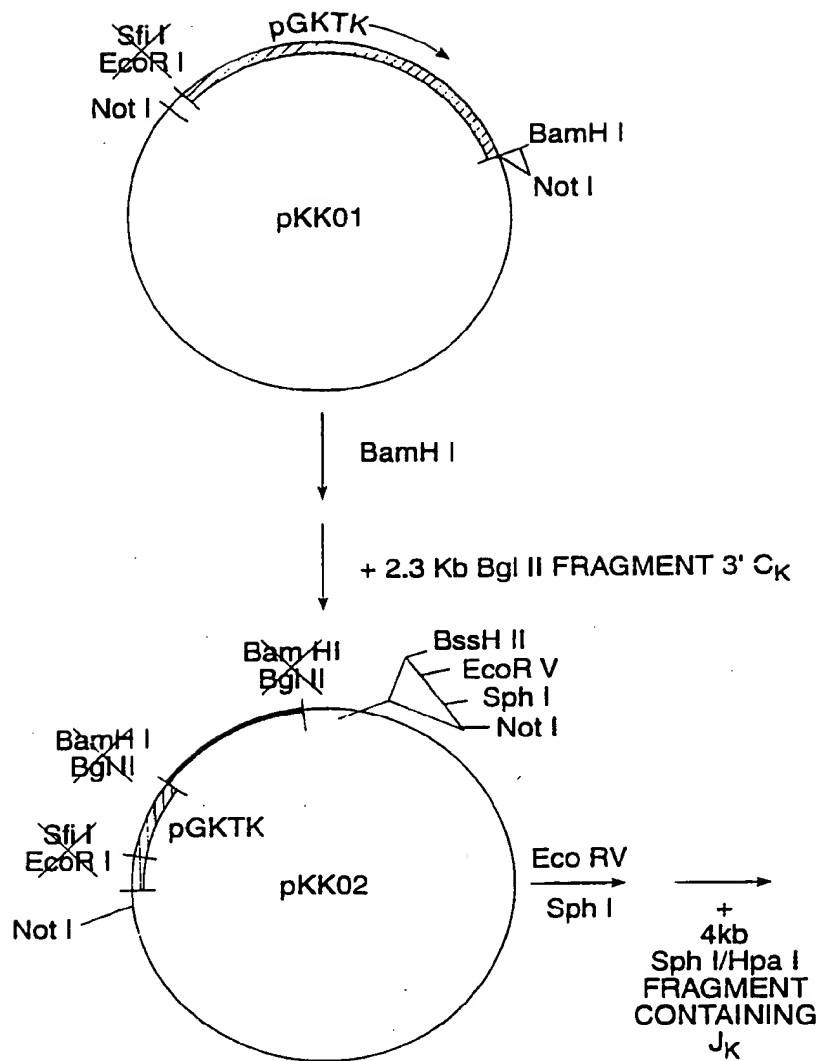 pGKTK
Sfi I
EcoR I
Not I
BamH I
Not I
pKK01
BamH I
+ 2.3 Kb Bgl II FRAGMENT 3' CK
Bam HI
Bgl II
BssH II
EcoR V
Sph I
Not I
BamH I
Bgl II
pGKTK
Sfi I
EcoR I
pKK02
Not I
Eco RV
Sph I
+
4kb
Sph I/Hpa I
FRAGMENT
CONTAINING
JK